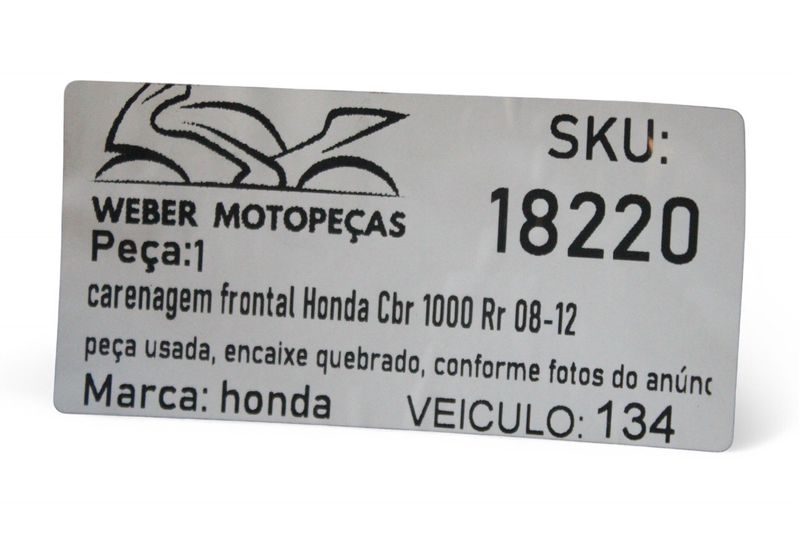 WEBER MOTOPEÇAS
SKU:
18220
Peça:1
carenagem frontal Honda Cbr 1000 Rr 08-12
peça usada, encaixe quebrado, conforme fotos do anúnc
Marca: honda
VEICULO: 134